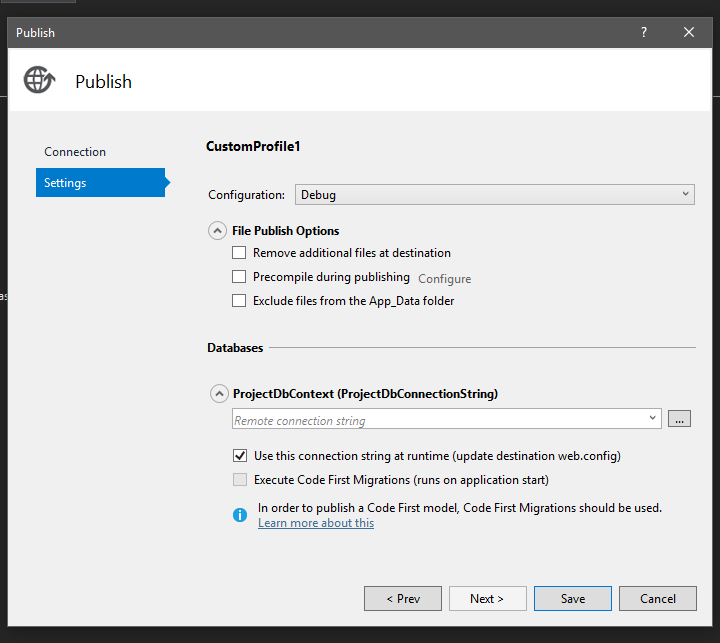 Publish
?
Publish
Connection
Settings
CustomProfile1
Configuration: Debug
File Publish Options
Remove additional files at destination
Precompile during publishing Configure
Exclude files from the App_Data folder
Databases
ProjectDbContext (ProjectDbConnectionString)
Remote connection string ...
Use this connection string at runtime (update destination web.config)
Execute Code First Migrations (runs on application start)
In order to publish a Code First model, Code First Migrations should be used.
Learn more about this
< Prev Next > Save Cancel